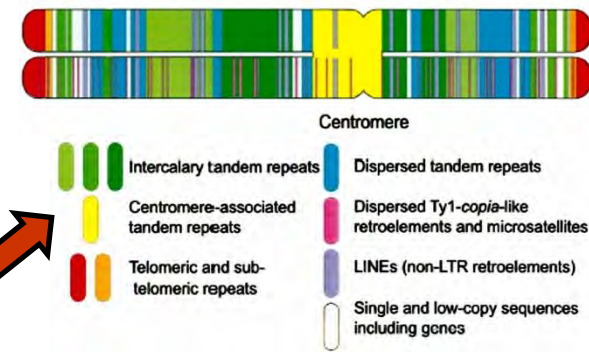 Centromere
Intercalary tandem repeats
Centromere-associated
tandem repeats
Telomeric and sub-
telomeric repeats
Dispersed tandem repeats
Dispersed Ty1-copia-like
retroelements and microsatellites
LINEs (non-LTR retroelements)
Single and low-copy sequences
including genes